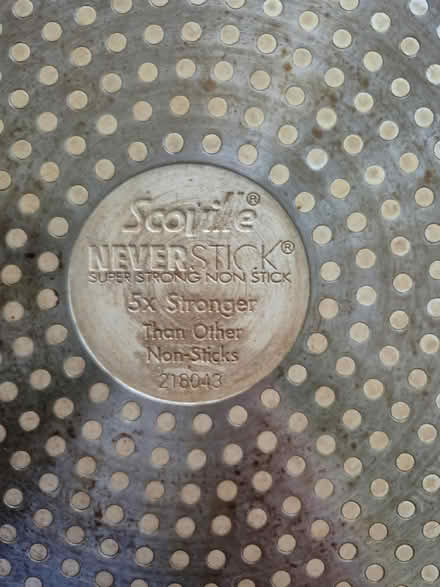 Scoville®
NEVERSTICK®
SUPER STRONG NON STICK
5x Stronger
Than Other
Non-Sticks
218043